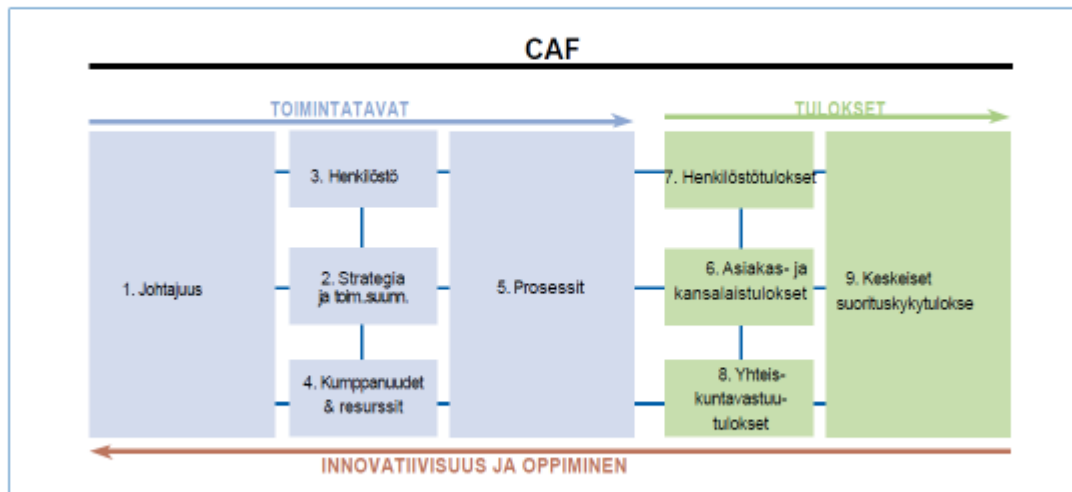 CAF
TOIMINTATAVAT
TULOKSET
1. Johtajuus
3. Henkilöstö
2. Strategia
ja toim.suunn.
4. Kumppanuudet
& resurssit
5. Prosessit
7. Henkilöstötulokset
6. Asiakas- ja
kansalaistulokset
8. Yhteis-
kuntavastuu-
tulokset
9. Keskeiset
suorituskykytulokse
INNOVATIIVISUUS JA OPPIMINEN